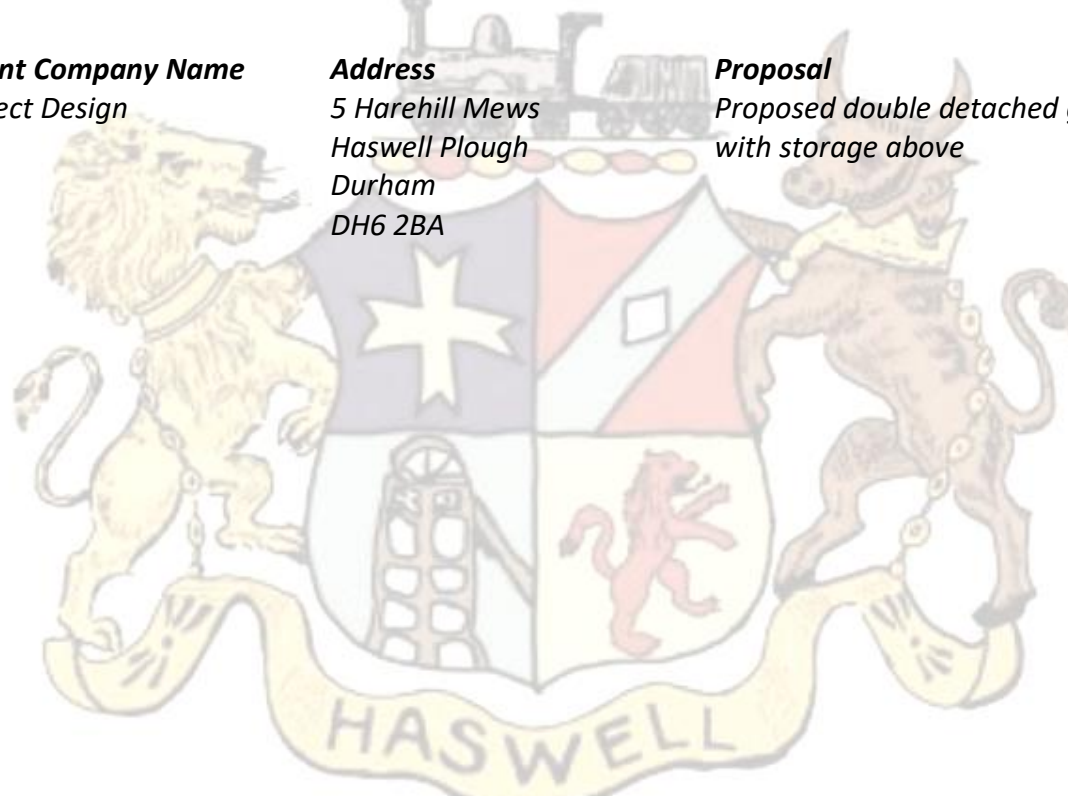 nt Company Name
ect Design
Address
5 Harehill Mews
Haswell Plough
Durham
DH6 2BA
Proposal
Proposed double detached g
with storage above
HASWELL